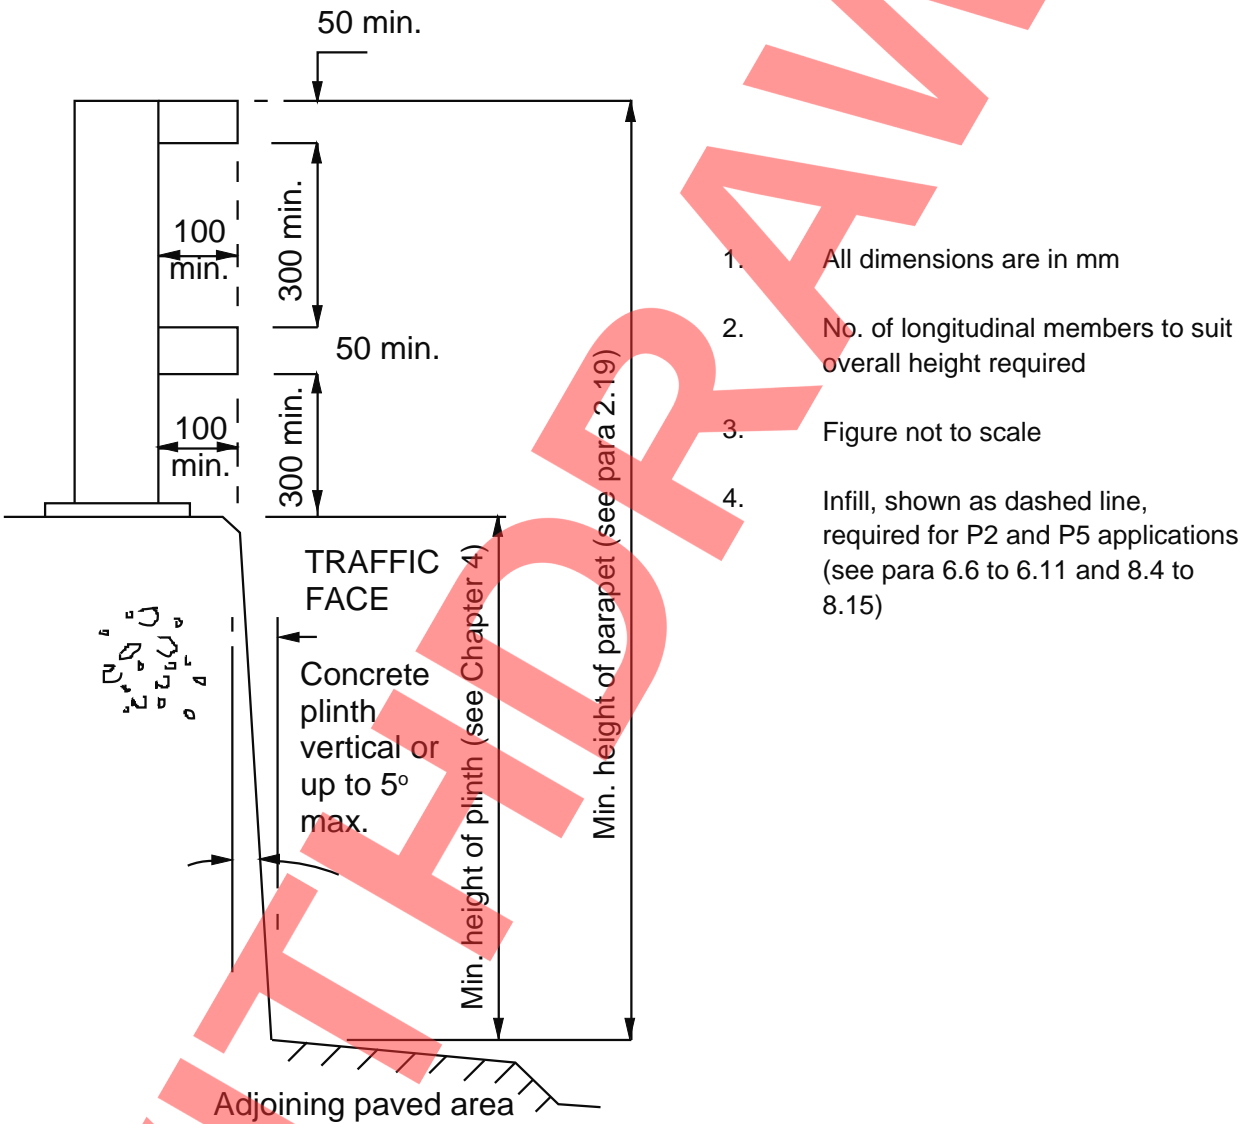 50 min.
100
min.
300 min.
50 min.
100
min.
300 min.
TRAFFIC
FACE
Concrete
plinth
vertical or
up to 5º
max.
Min. height of plinth (see Chapter 4)
Min. height of parapet (see para 2.19)
Adjoining paved area
1. All dimensions are in mm
2. No. of longitudinal members to suit
overall height required
3. Figure not to scale
4. Infill, shown as dashed line,
required for P2 and P5 applications
(see para 6.6 to 6.11 and 8.4 to
8.15)
WITHDRAWN